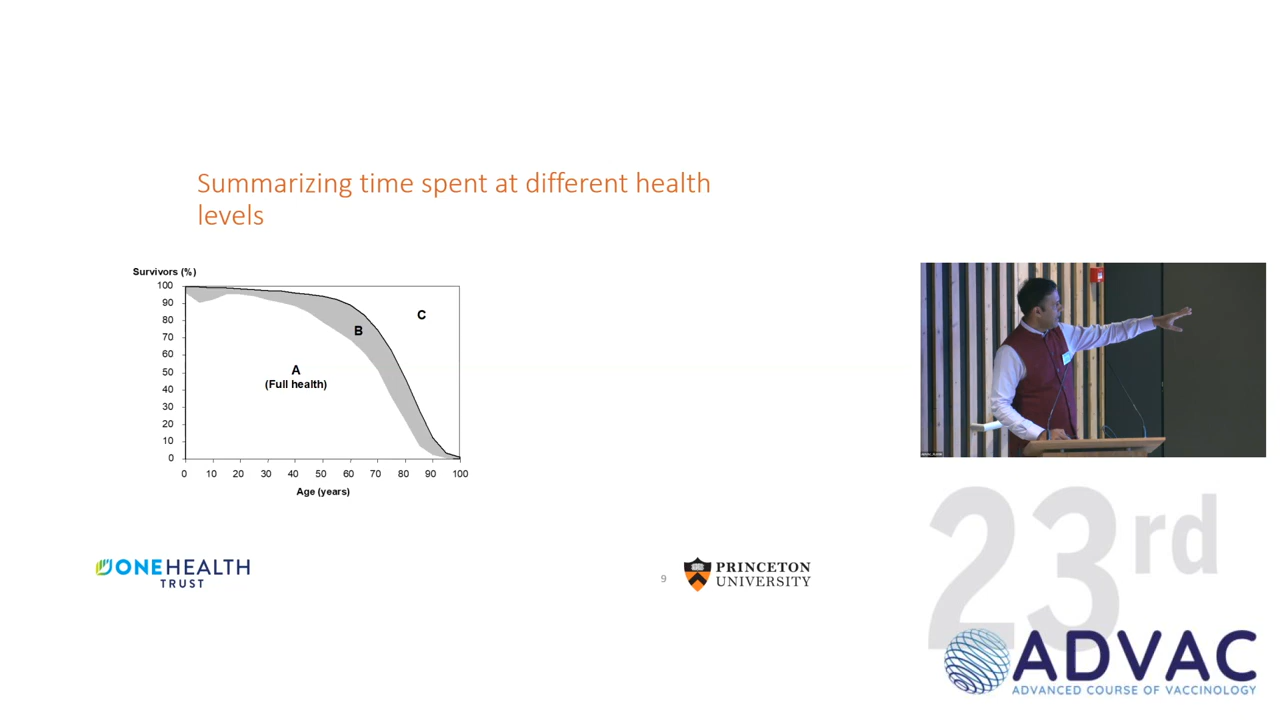 Summarizing time spent at different health
levels
Survivors (%)
100
90
80
70
60
50
40
30
20
10
0
A
(Full health)
B
C
0 10 20 30 40 50 60 70 80 90 100
Age (years)
ONEHEALTH
TRUST
9
PRINCETON
UNIVERSITY
23rd
ADVAC
ADVANCED COURSE OF VACCINOLOGY